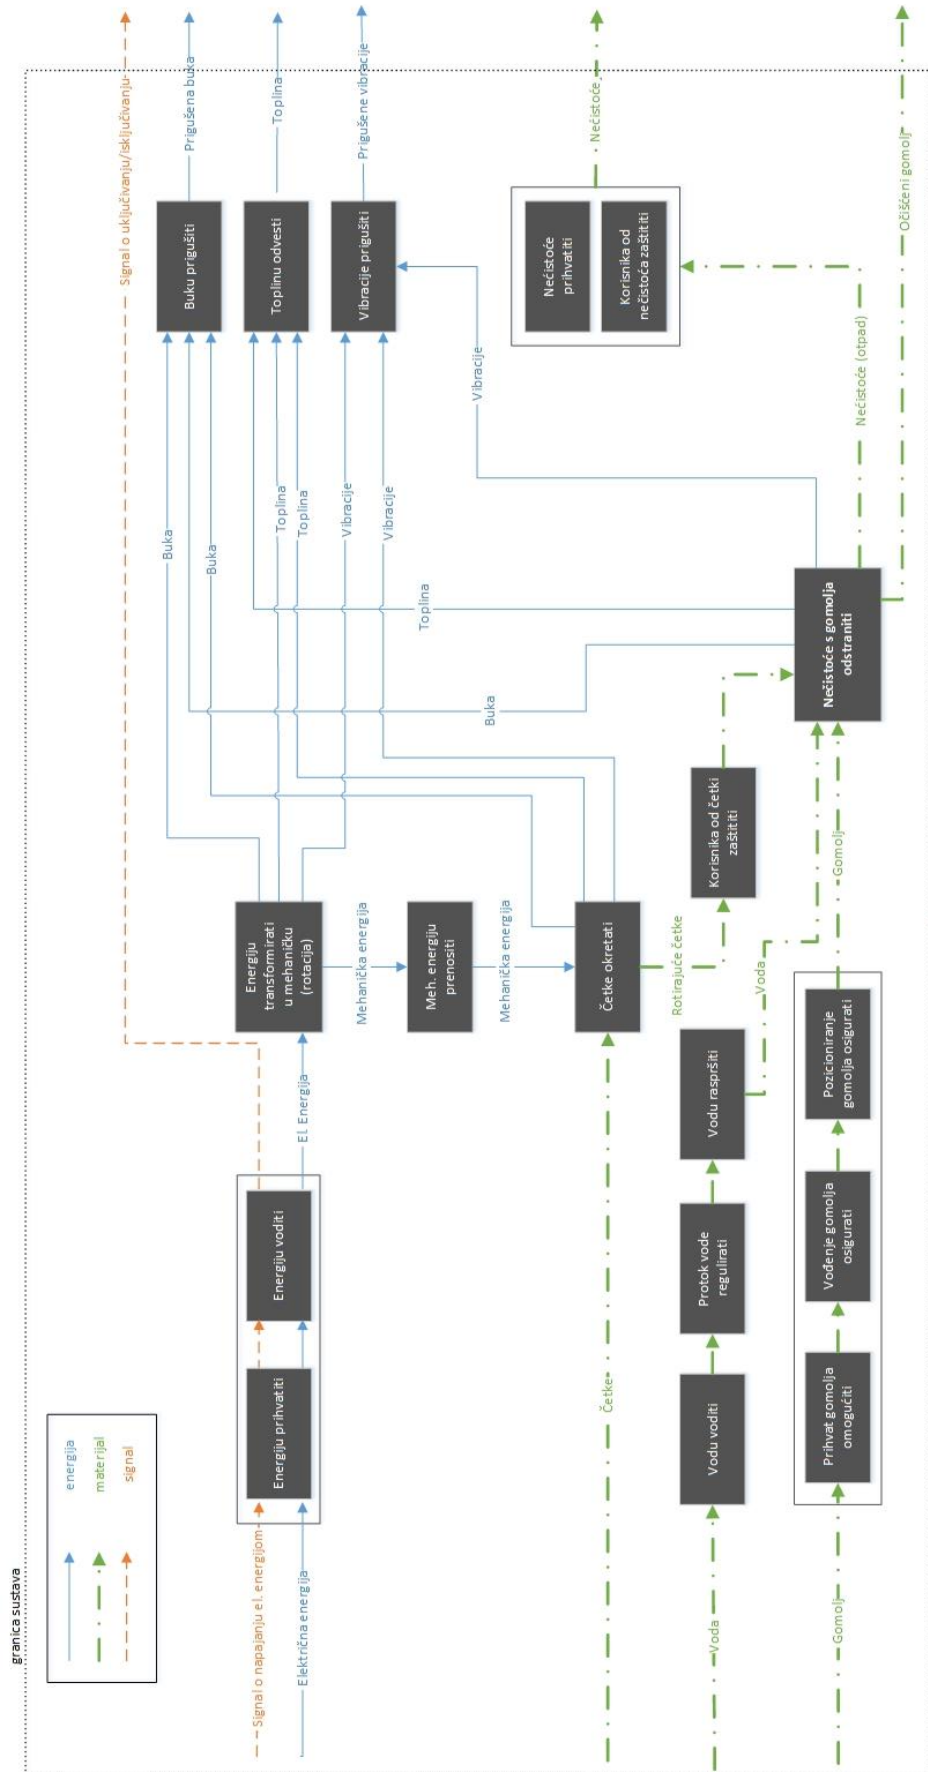 granica sustava
energija
materijal
signal
Signal o napajanju el. energijom
Električna energija
Energiju prihvatiti
Energiju voditi
El. Energija
Signal o uključivanju/isključivanju
Energiju
transformirati
u mehaničku
(rotacija)
Mehanička energija
Meh. energiju
prenositi
Mehanička energija
Četke
Četke okretati
Rotirajuće četke
Korisnika od četki
zaštititi
Buka
Buka
Buka
Toplina
Toplina
Toplina
Vibracije
Vibracije
Vibracije
Buku prigušiti
Prigušena buka
Toplinu odvesti
Toplina
Vibracije prigušiti
Prigušene vibracije
Voda
Vodu voditi
Protok vode
regulirati
Vodu raspršiti
Voda
Gomolj
Prihvat gomolja
omogućiti
Vođenje gomolja
osigurati
Pozicioniranje
gomolja osigurati
Gomolj
Nečistoće s gomolja
odstraniti
Nečistoće (otpad)
Nečistoće
prihvatiti
Korisnika od
nečistoća zaštititi
Nečistoće
Očišćeni gomolj